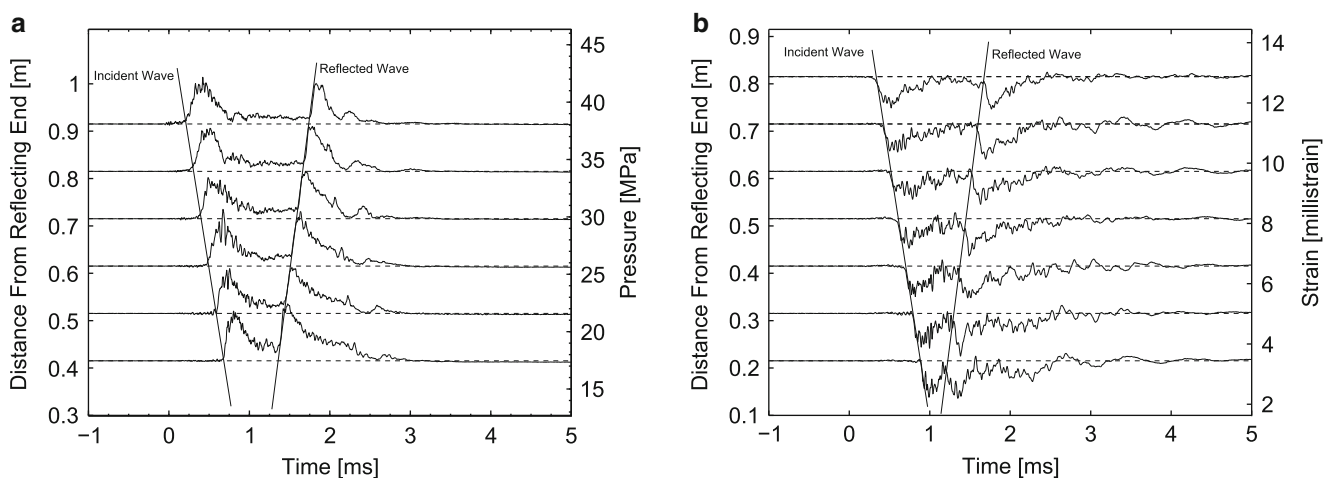 a
Distance From Reflecting End [m]
1
0.9
0.8
0.7
0.6
0.5
0.4
0.3
Incident Wave
Reflected Wave
45
40
35
30
25
20
15
Pressure [MPa]
−1 0 1 2 3 4 5
Time [ms]
b
Distance From Reflecting End [m]
0.9
0.8
0.7
0.6
0.5
0.4
0.3
0.2
0.1
Incident Wave
Reflected Wave
14
12
10
8
6
4
2
Strain [millistrain]
−1 0 1 2 3 4 5
Time [ms]